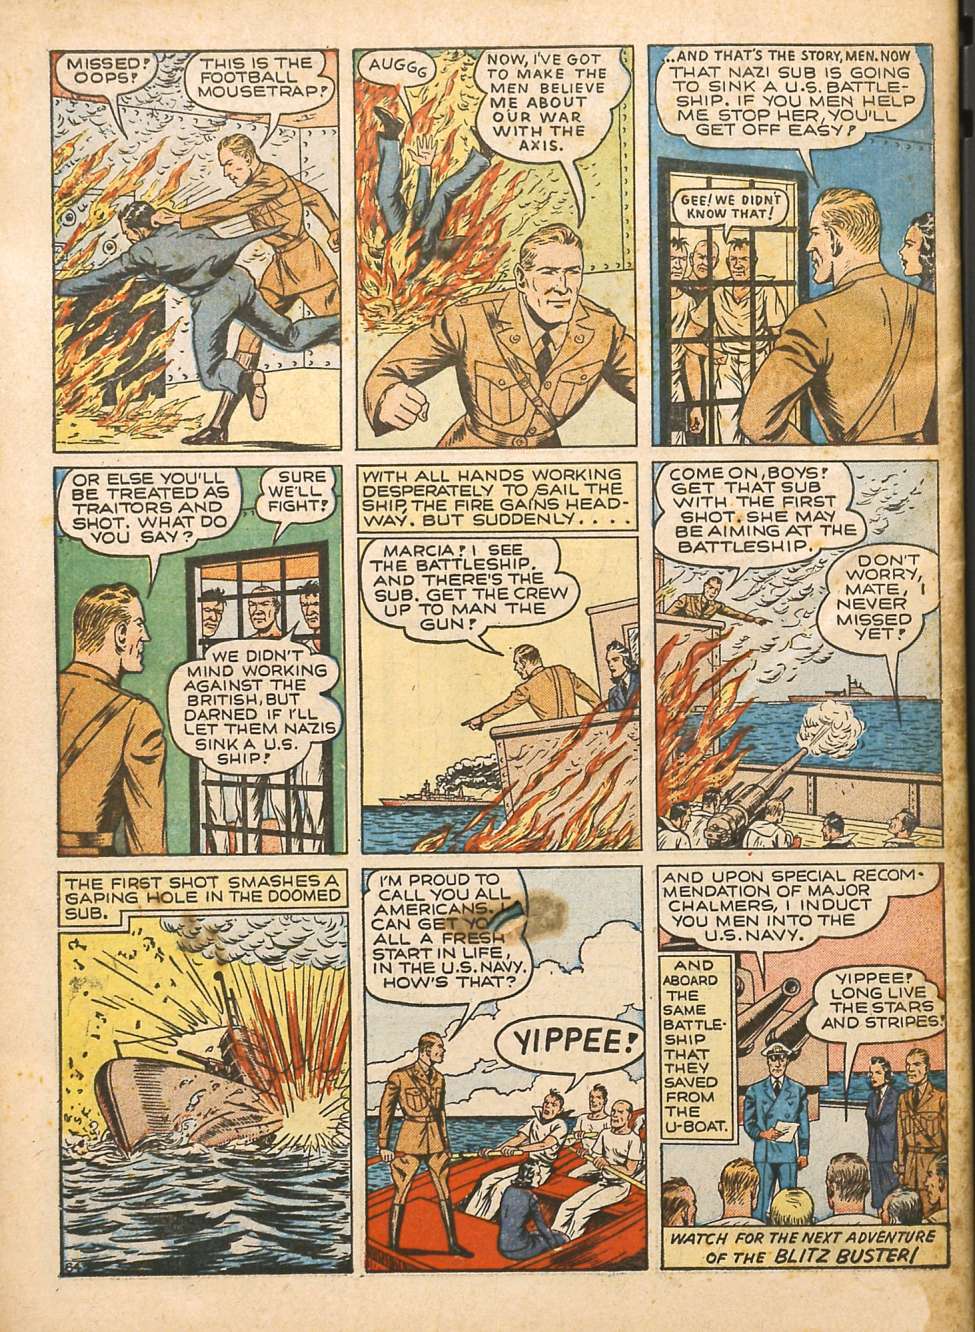 MISSED!
OOPS!
THIS IS THE
FOOTBALL
MOUSETRAP!
AUGGG
NOW, I'VE GOT
TO MAKE THE
MEN BELIEVE
ME ABOUT
OUR WAR
WITH THE
AXIS.
...AND THAT'S THE STORY, MEN. NOW
THAT NAZI SUB IS GOING
TO SINK A U.S. BATTLE-
SHIP. IF YOU MEN HELP
ME STOP HER, YOU'LL
GET OFF EASY!
GEE! WE DIDN'T
KNOW THAT!
OR ELSE YOU'LL
BE TREATED AS
TRAITORS AND
SHOT. WHAT DO
YOU SAY?
SURE
WE'LL
FIGHT!
WE DIDN'T
MIND WORKING
AGAINST THE
BRITISH, BUT
DARNED IF I'LL
LET THEM NAZIS
SINK A U.S.
SHIP!
WITH ALL HANDS WORKING
DESPERATELY TO SAIL THE
SHIP, THE FIRE GAINS HEAD-
WAY. BUT SUDDENLY....
MARCIA! I SEE
THE BATTLESHIP.
AND THERE'S THE
SUB. GET THE CREW
UP TO MAN THE
GUN!
COME ON, BOYS!
GET THAT SUB
WITH THE FIRST
SHOT. SHE MAY
BE AIMING AT THE
BATTLESHIP.
DON'T
WORRY,
MATE, I
NEVER
MISSED
YET!
THE FIRST SHOT SMASHES A
GAPING HOLE IN THE DOOMED
SUB.
64
I'M PROUD TO
CALL YOU ALL
AMERICANS. I
CAN GET YOU
ALL A FRESH
START IN LIFE,
IN THE U.S. NAVY.
HOW'S THAT?
YIPPEE!
AND UPON SPECIAL RECOM-
MENDATION OF MAJOR
CHALMERS, I INDUCT
YOU MEN INTO THE
U.S. NAVY.
AND
ABOARD
THE
SAME
BATTLE-
SHIP
THAT
THEY
SAVED
FROM
THE
U-BOAT.
YIPPEE!
LONG LIVE
THE STARS
AND STRIPES!
WATCH FOR THE NEXT ADVENTURE
OF THE BLITZ BUSTER!